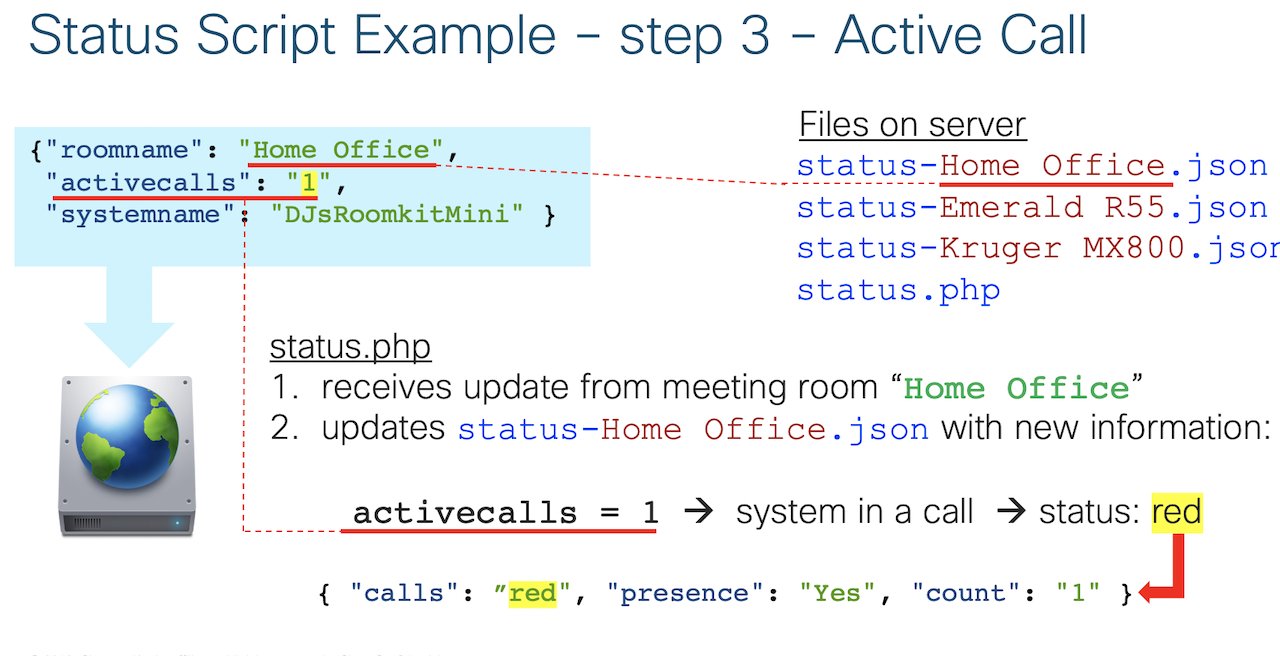 Status Script Example – step 3 – Active Call
{"roomname": "Home Office",
"activecalls": "1",
"systemname": "DJsRoomkitMini" }
Files on server
status-Home Office.json
status-Emerald R55.json
status-Kruger MX800.json
status.php
status.php
1. receives update from meeting room “Home Office”
2. updates status-Home Office.json with new information:
activecalls = 1 → system in a call → status: red
{ "calls": ”red", "presence": "Yes", "count": "1" }